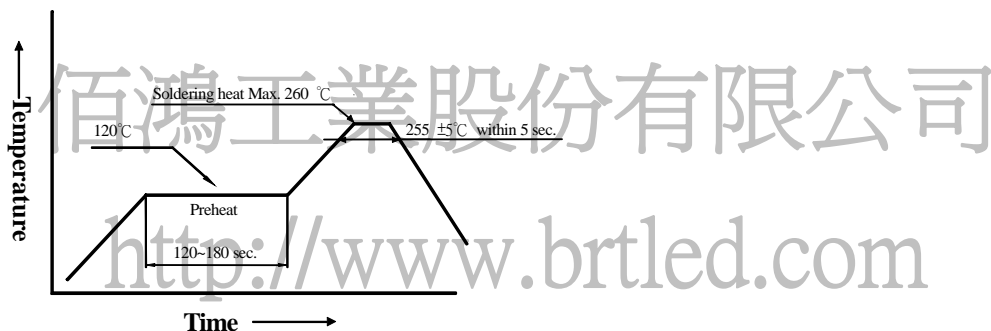 佰鴻工業股份有限公司
Soldering heat Max. 260 ℃
120℃
255 ±5℃ within 5 sec.
Temperature
Preheat
120~180 sec.
http://www.brtled.com
Time